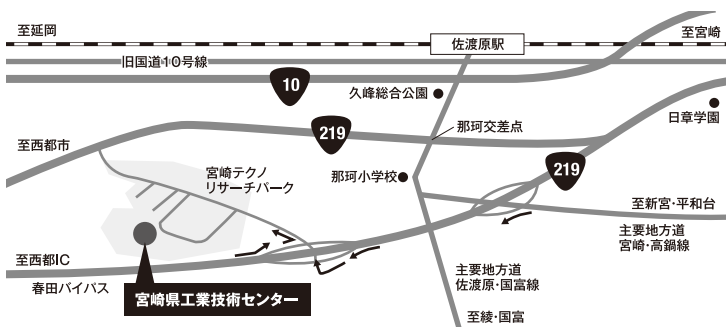 至延岡
佐渡原駅
至宮崎
旧国道10号線
10
久峰総合公園
日章学園
219
那珂交差点
至西都市
宮崎テクノ
リサーチパーク
那珂小学校
219
至新宮・平和台
主要地方道
宮崎・高鍋線
至西都IC
春田バイパス
主要地方道
佐渡原・国富線
宮崎県工業技術センター
至綾・国富